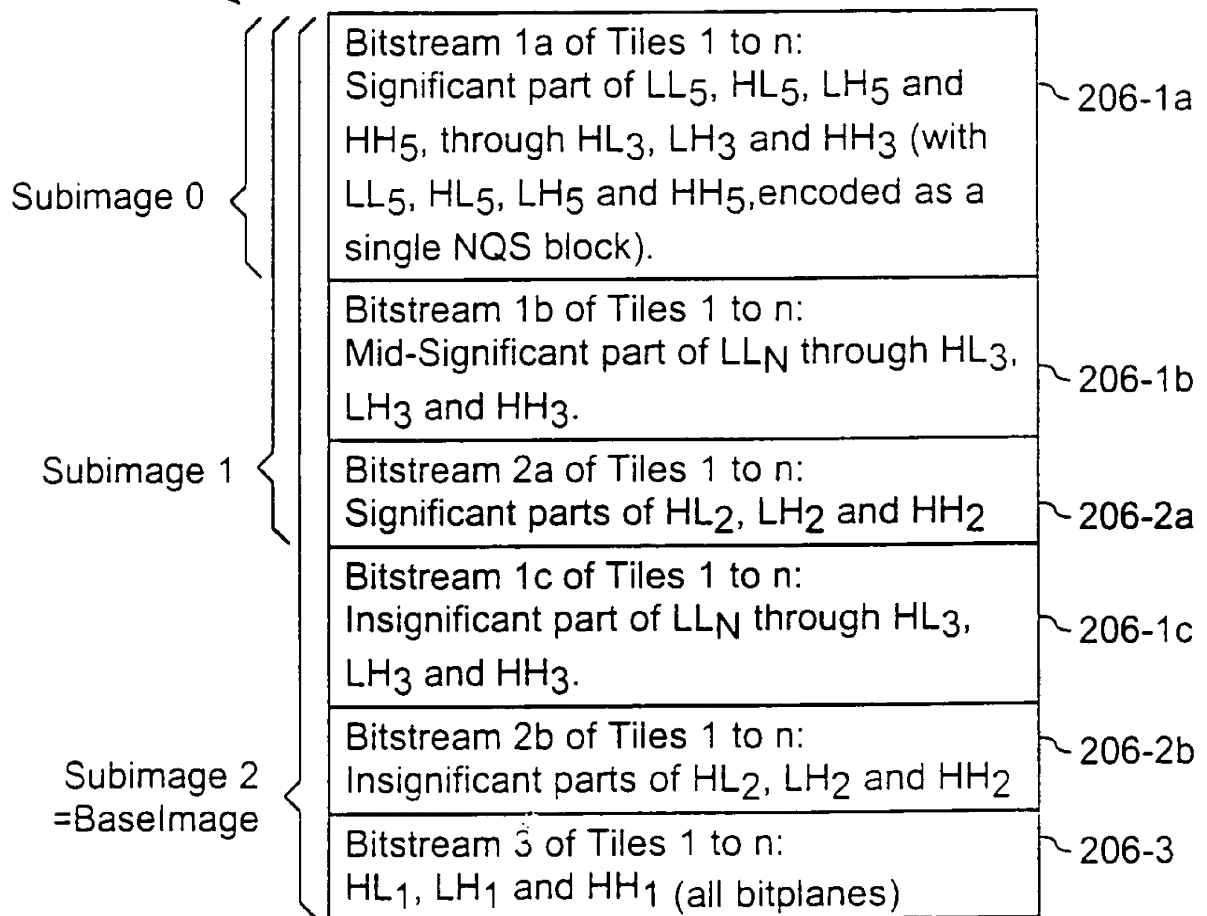 Bitstream 1a of Tiles 1 to n:
Significant part of LL5, HL5, LH5 and
HH5, through HL3, LH3 and HH3 (with
LL5, HL5, LH5 and HH5,encoded as a
single NQS block).
206-1a
Subimage 0
Bitstream 1b of Tiles 1 to n:
Mid-Significant part of LLN through HL3,
LH3 and HH3.
206-1b
Subimage 1
Bitstream 2a of Tiles 1 to n:
Significant parts of HL2, LH2 and HH2
206-2a
Bitstream 1c of Tiles 1 to n:
Insignificant part of LLN through HL3,
LH3 and HH3.
206-1c
Bitstream 2b of Tiles 1 to n:
Insignificant parts of HL2, LH2 and HH2
206-2b
Subimage 2
=BaseImage
Bitstream 3 of Tiles 1 to n:
HL1, LH1 and HH1 (all bitplanes)
206-3